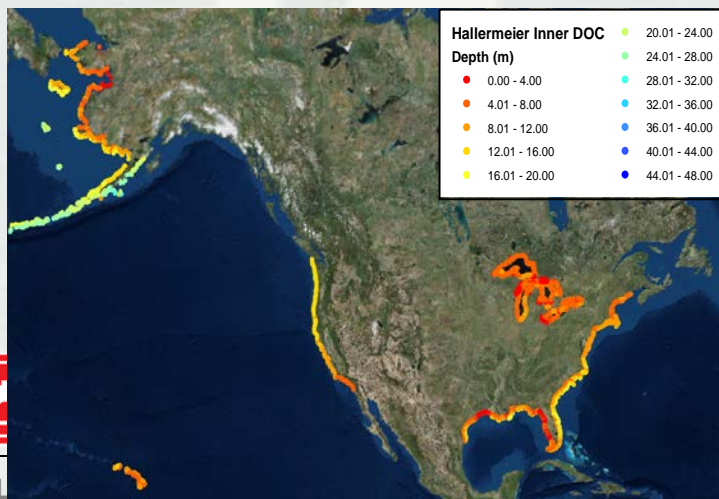 Hallermeier Inner DOC
Depth (m)
0.00 - 4.00
4.01 - 8.00
8.01 - 12.00
12.01 - 16.00
16.01 - 20.00
20.01 - 24.00
24.01 - 28.00
28.01 - 32.00
32.01 - 36.00
36.01 - 40.00
40.01 - 44.00
44.01 - 48.00